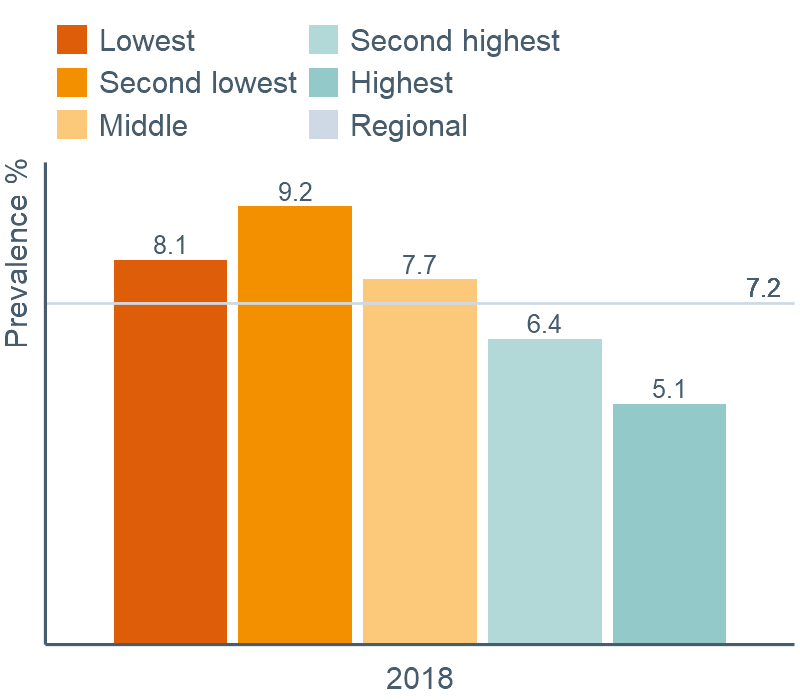 Lowest
Second lowest
Middle
Second highest
Highest
Regional
Prevalence %
8.1
9.2
7.7
6.4
5.1
7.2
2018